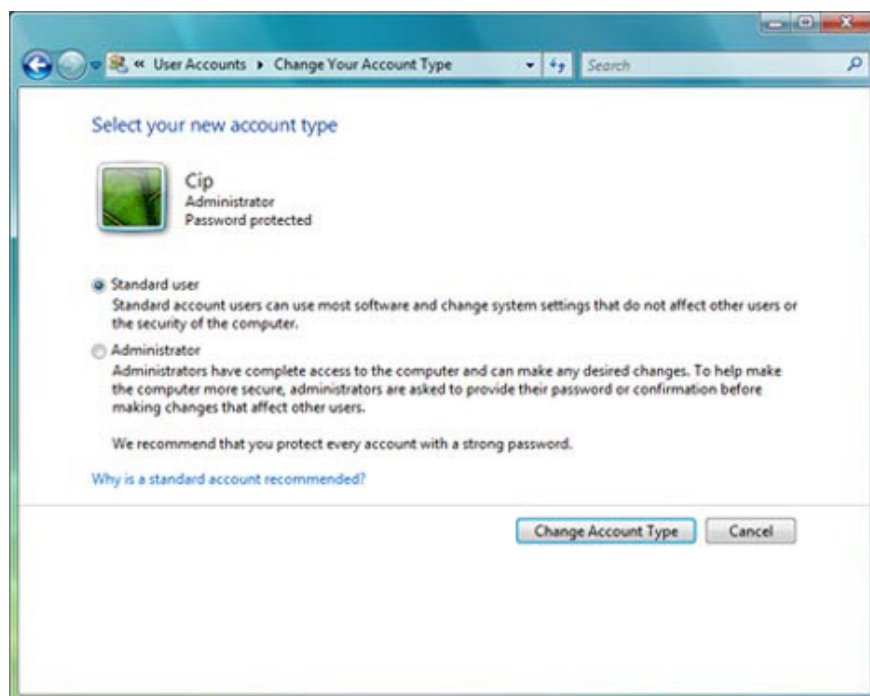 « User Accounts ▸ Change Your Account Type
Search
Select your new account type
Cip
Administrator
Password protected
Standard user
Standard account users can use most software and change system settings that do not affect other users or
the security of the computer.
Administrator
Administrators have complete access to the computer and can make any desired changes. To help make
the computer more secure, administrators are asked to provide their password or confirmation before
making changes that affect other users.
We recommend that you protect every account with a strong password.
Why is a standard account recommended?
Change Account Type
Cancel